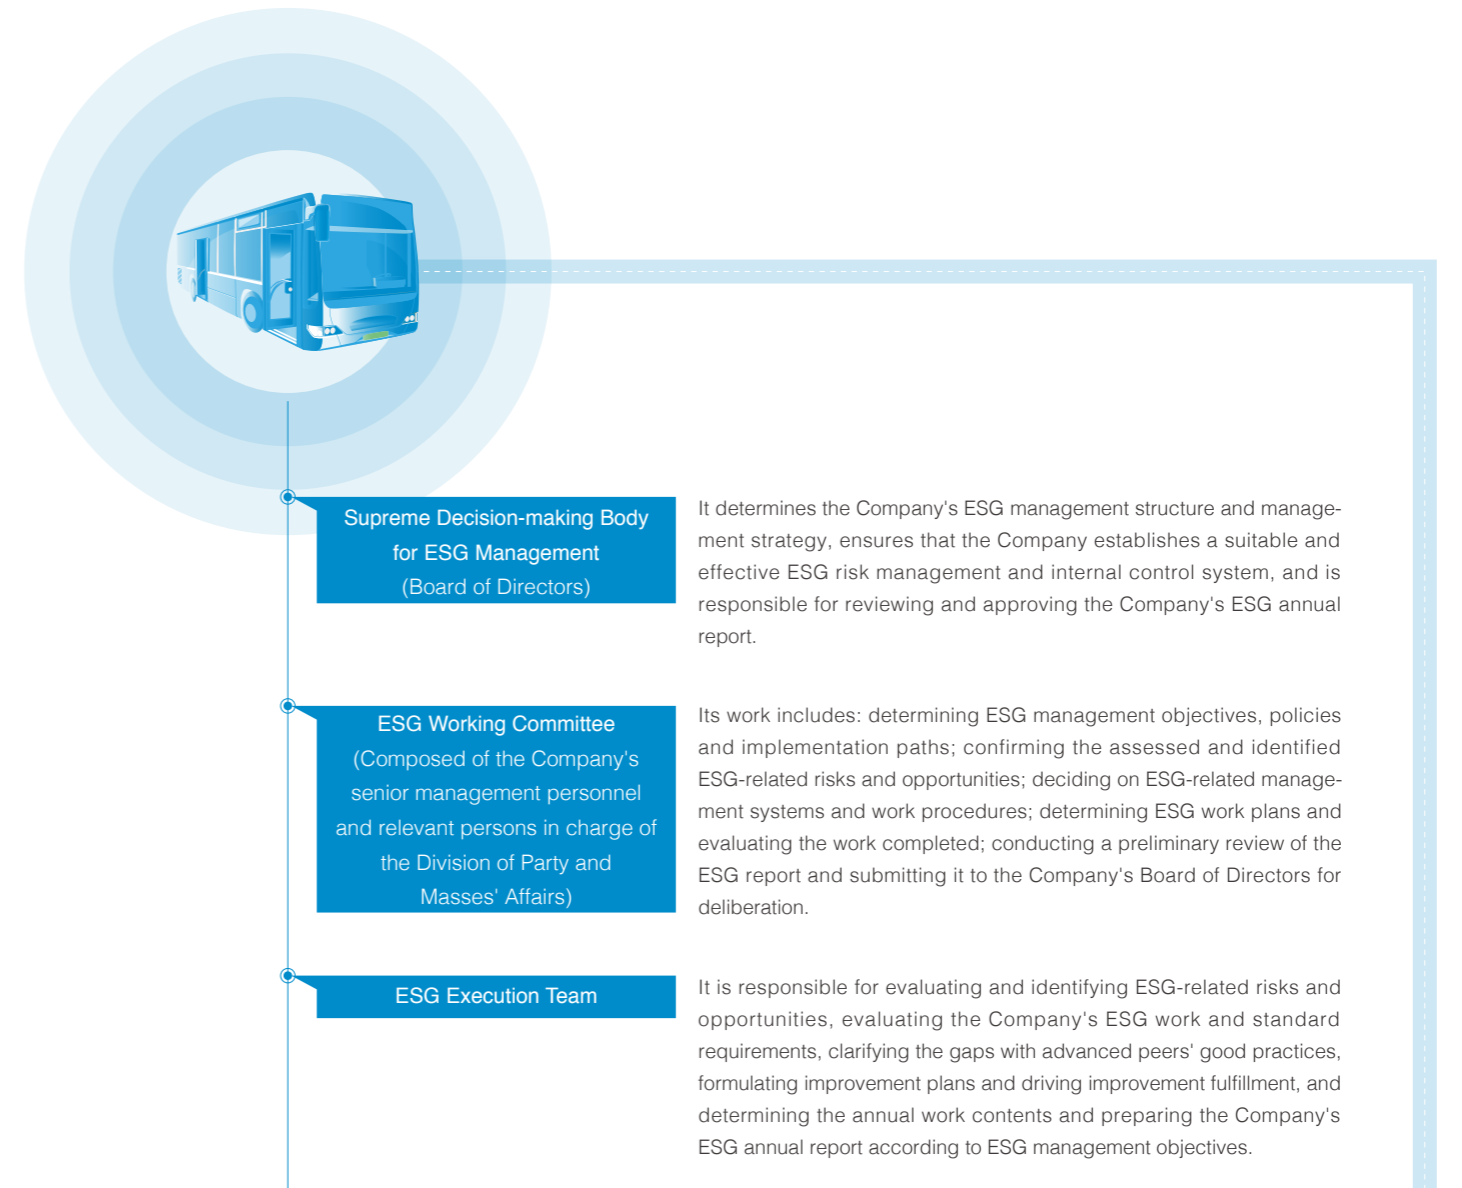 Supreme Decision-making Body
for ESG Management
(Board of Directors)
It determines the Company's ESG management structure and manage-
ment strategy, ensures that the Company establishes a suitable and
effective ESG risk management and internal control system, and is
responsible for reviewing and approving the Company's ESG annual
report.
ESG Working Committee
(Composed of the Company's
senior management personnel
and relevant persons in charge of
the Division of Party and
Masses' Affairs)
Its work includes: determining ESG management objectives, policies
and implementation paths; confirming the assessed and identified
ESG-related risks and opportunities; deciding on ESG-related manage-
ment systems and work procedures; determining ESG work plans and
evaluating the work completed; conducting a preliminary review of the
ESG report and submitting it to the Company's Board of Directors for
deliberation.
ESG Execution Team
It is responsible for evaluating and identifying ESG-related risks and
opportunities, evaluating the Company's ESG work and standard
requirements, clarifying the gaps with advanced peers' good practices,
formulating improvement plans and driving improvement fulfillment, and
determining the annual work contents and preparing the Company's
ESG annual report according to ESG management objectives.